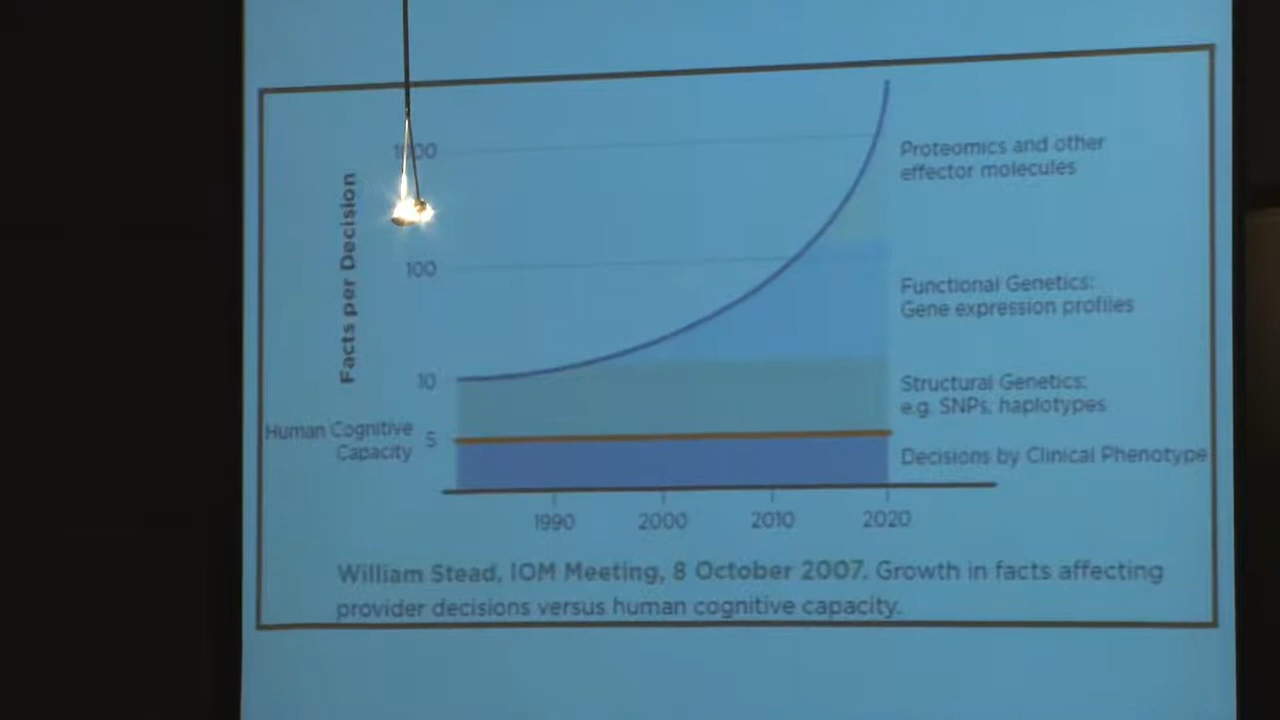 1000
Proteomics and other
effector molecules
Facts per Decision
100
Functional Genetics:
Gene expression profiles
10
Structural Genetics:
e.g. SNPs, haplotypes
Human Cognitive
Capacity
5
Decisions by Clinical Phenotype
1990 2000 2010 2020
William Stead, IOM Meeting, 8 October 2007. Growth in facts affecting
provider decisions versus human cognitive capacity.